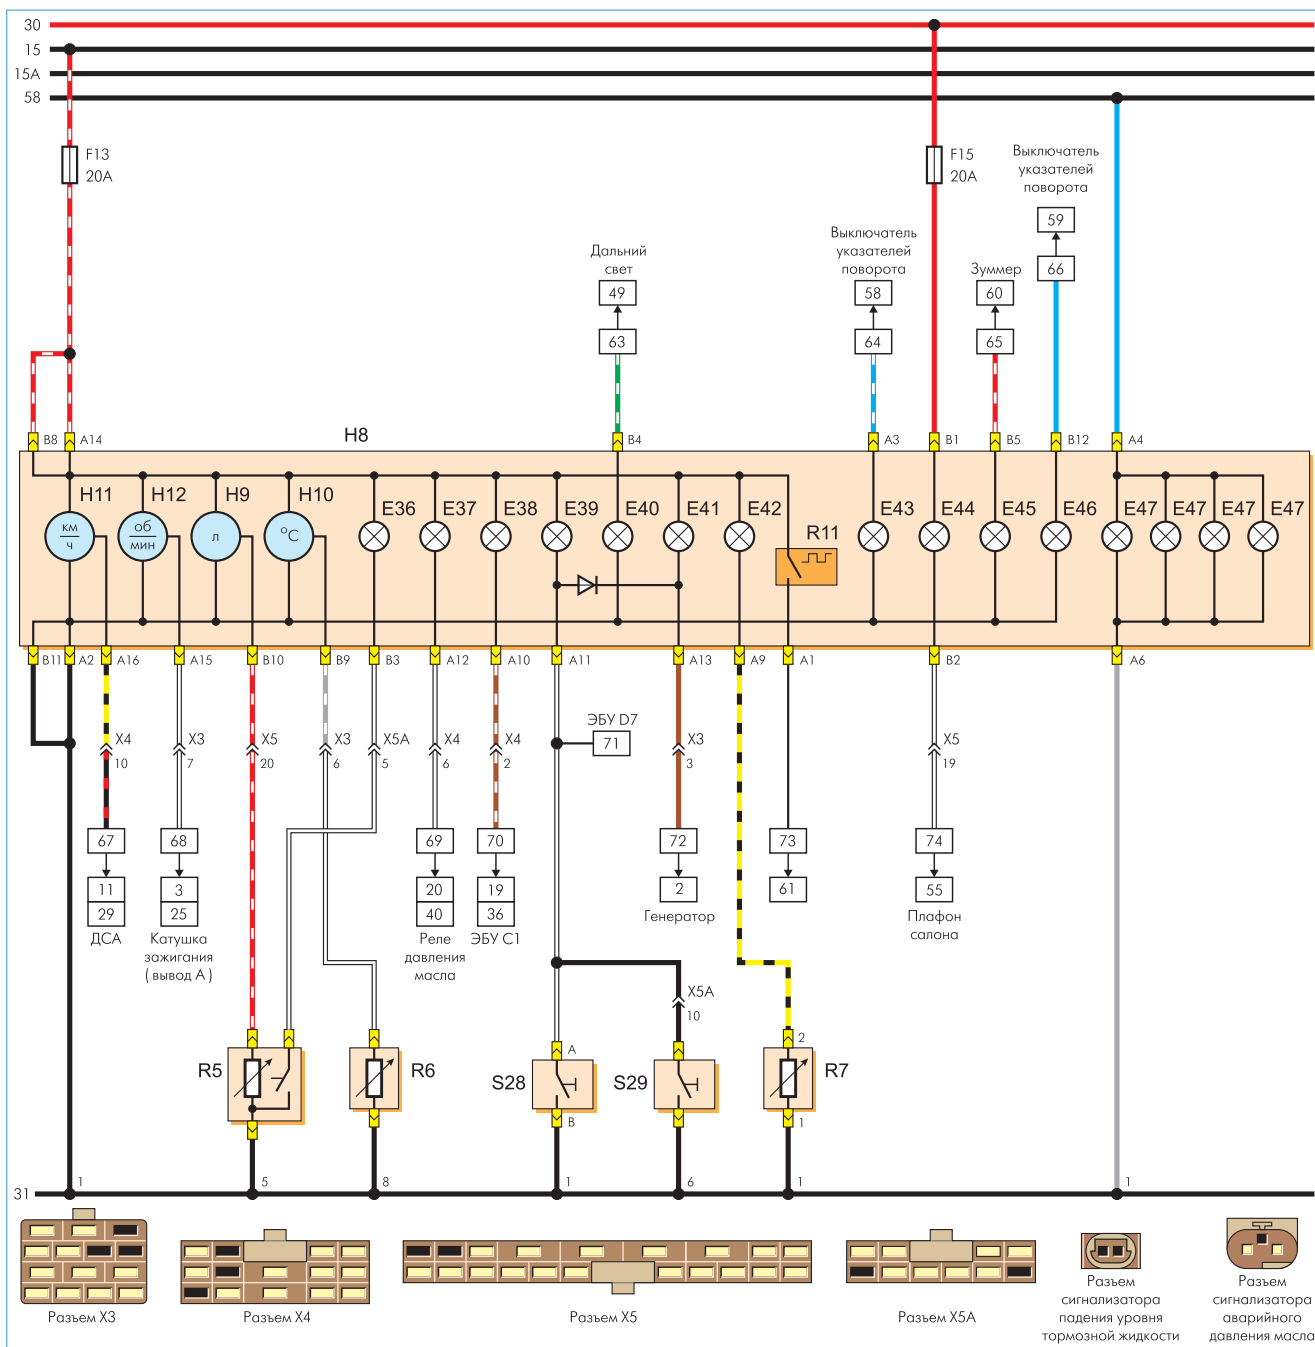 30
15
15A
58
F13
20A
F15
20A
Выключатель
указателей
поворота
59
66
Выключатель
указателей
поворота
58
64
Зуммер
60
65
Дальний
свет
49
63
B8 A14 H8 B4 A3 B1 B5 B12 A4
H11 H12 H9 H10 E36 E37 E38 E39 E40 E41 E42 R11 E43 E44 E45 E46 E47 E47 E47 E47
км
ч
об
мин
л
°C
B11 A2 A16 A15 B10 B9 B3 A12 A10 A11 A13 A9 A1 B2 A6
ЭБУ D7
71
X4 X3 X5 X3 X5A X4 X4 X3 X5
10 7 20 6 5 6 2 3 19
67 68 69 70 72 73 74
11 3 20 19 2 61 55
29 25 40 36
ДСА
Катушка
зажигания
( вывод А )
Реле
давления
масла
ЭБУ C1
Генератор
Плафон
салона
X5A
10
R5 R6 S28 A B S29 R7 2 1
31 1 5 8 1 6 1 1
Разъем X3
Разъем X4
Разъем X5
Разъем X5A
Разъем
сигнализатора
падения уровня
тормозной жидкости
Разъем
сигнализатора
аварийного
давления масла